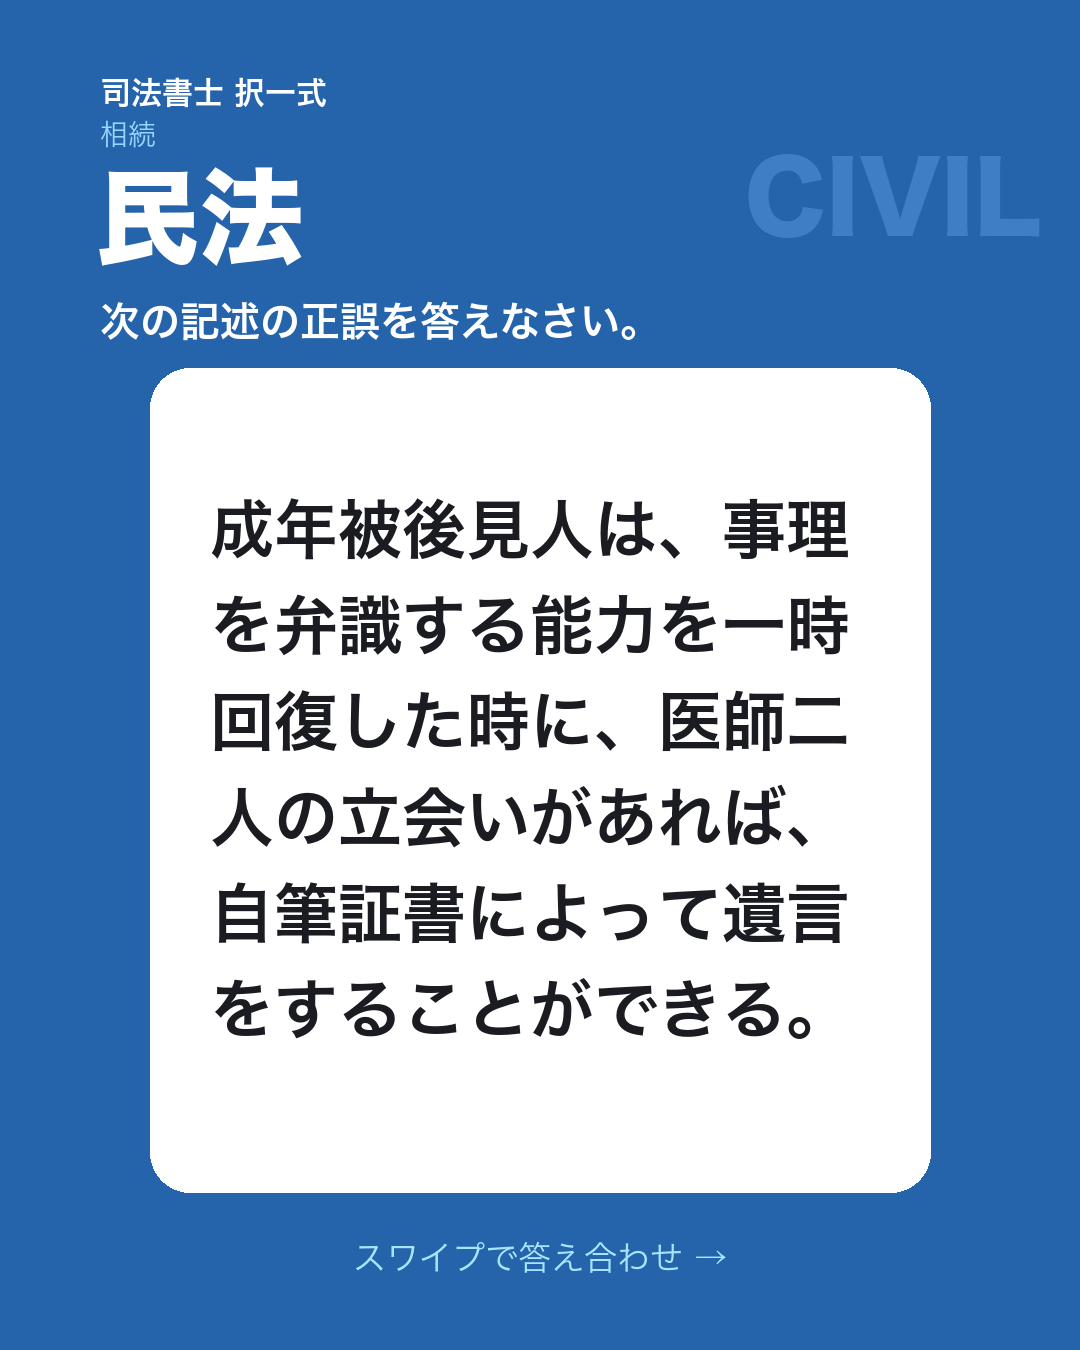 司法書士 択一式
相続
民法
CIVIL
次の記述の正誤を答えなさい。
成年被後見人は、事理
を弁識する能力を一時
回復した時に、医師二
人の立会いがあれば、
自筆証書によって遺言
をすることができる。
スワイプで答え合わせ →